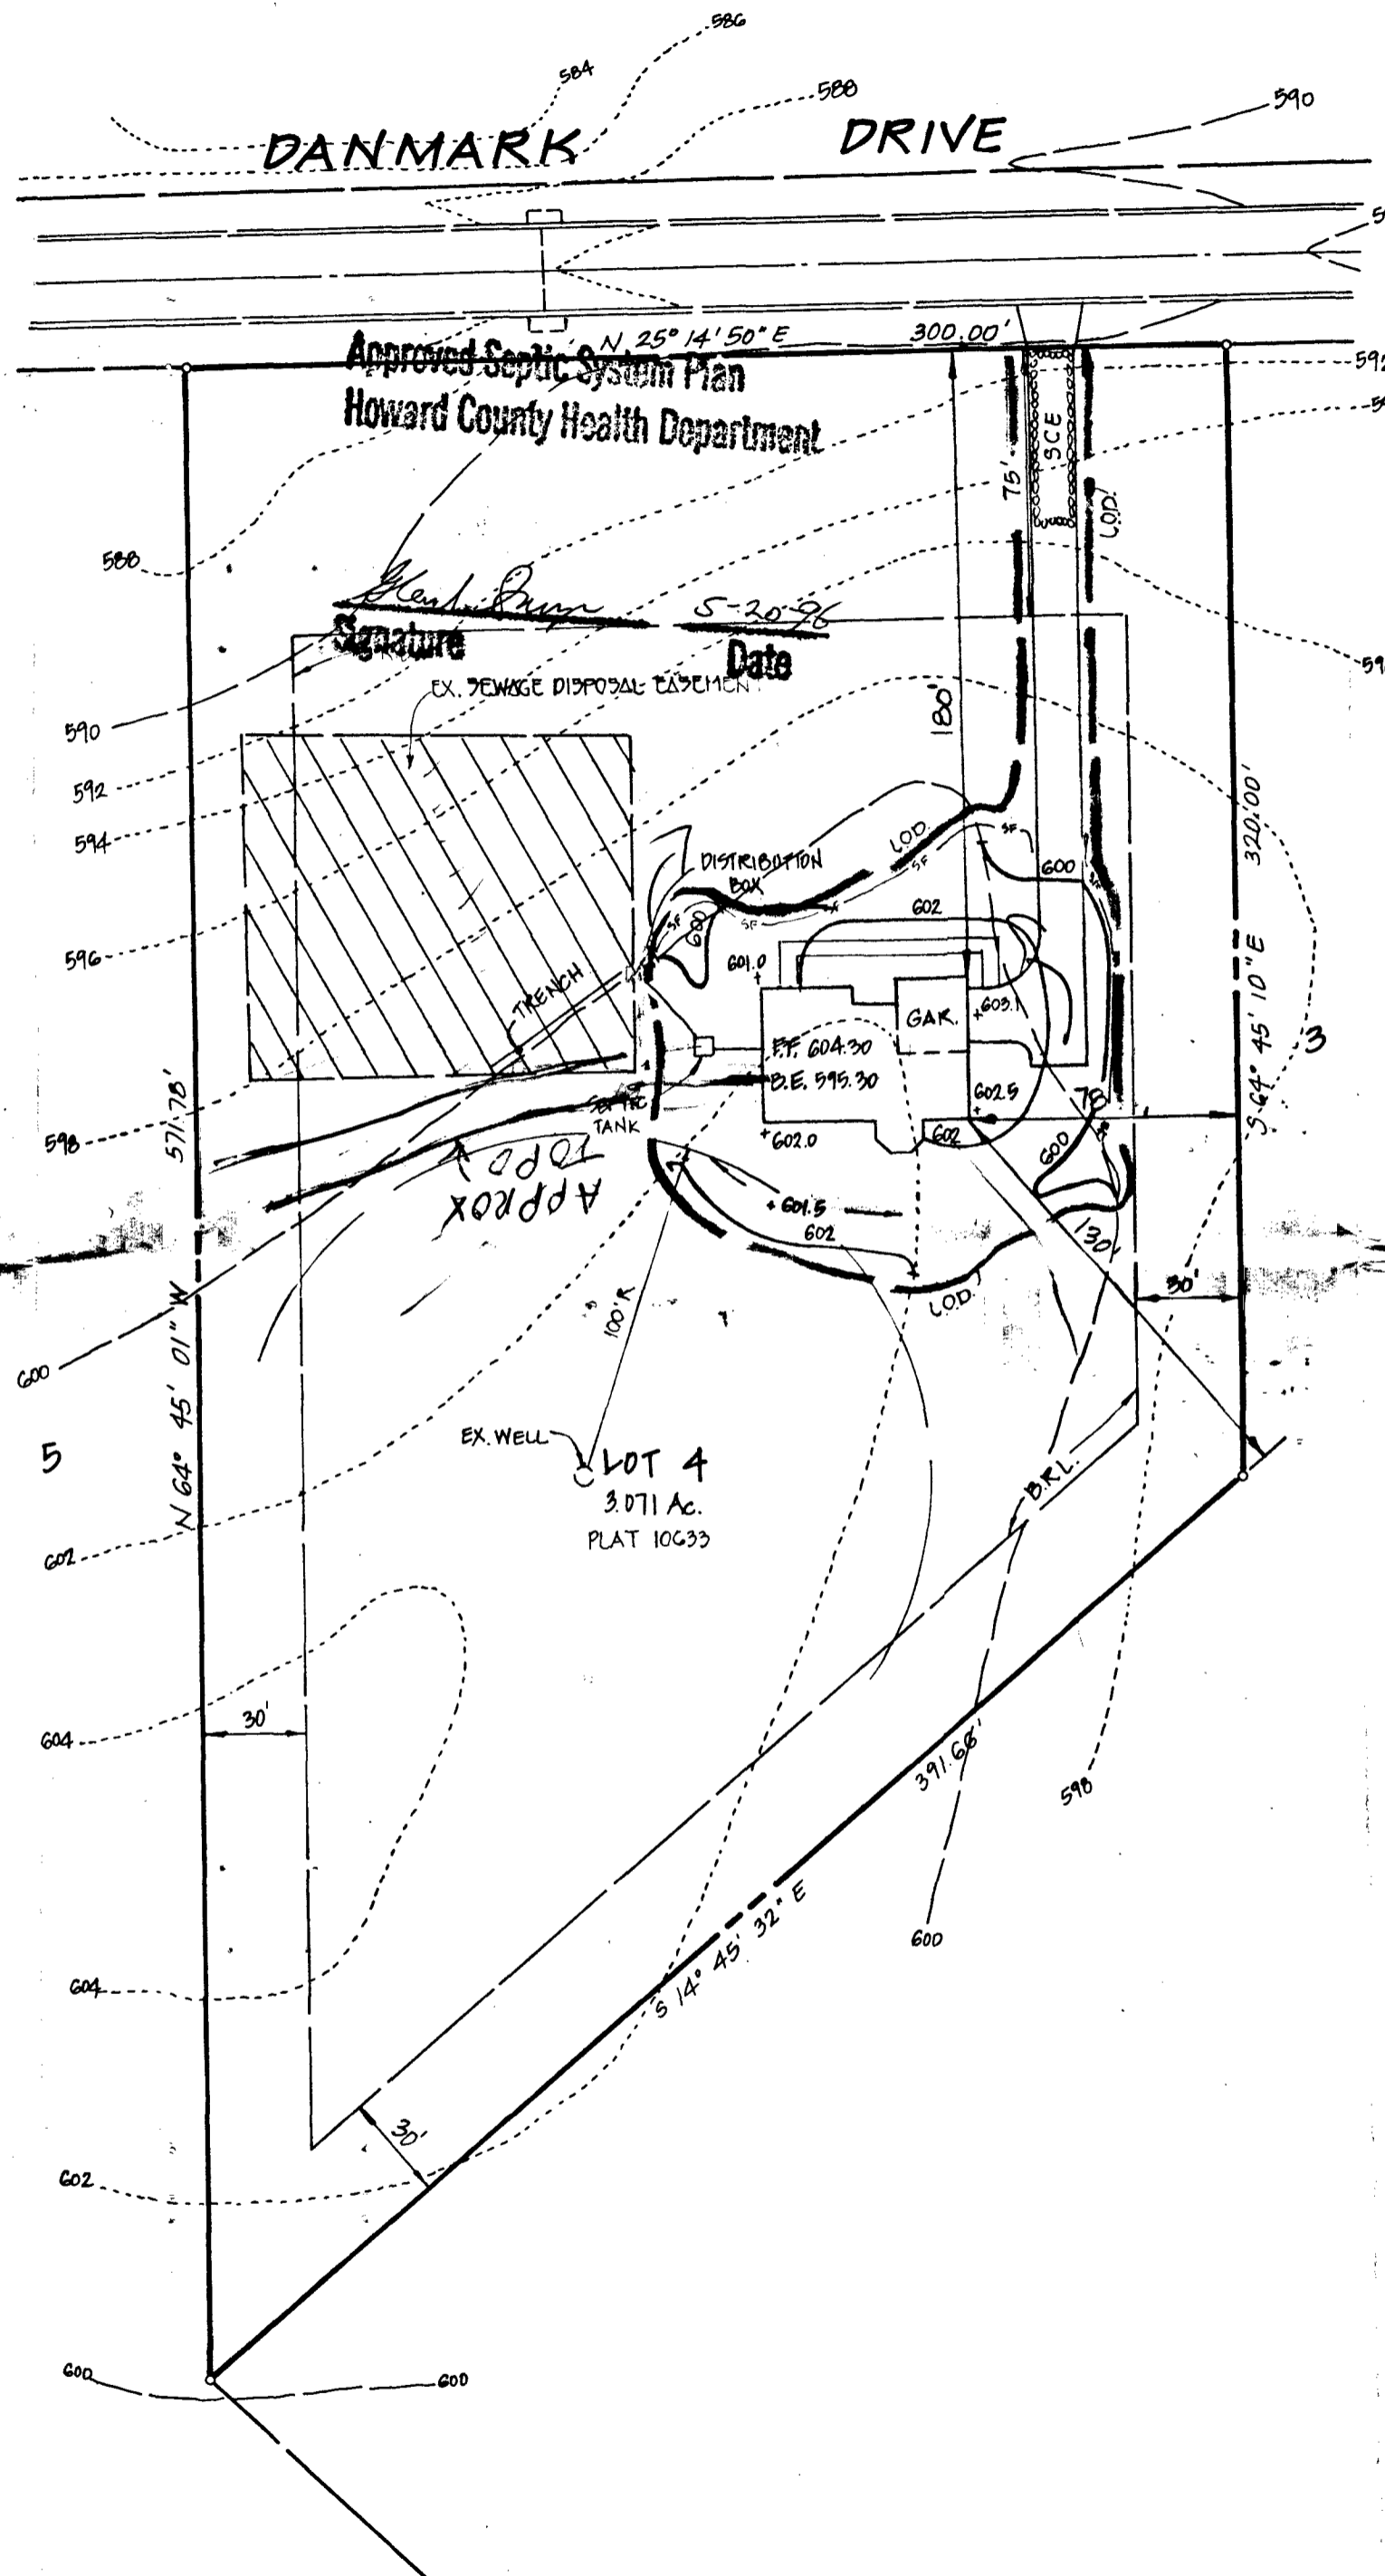 586
584
588
590
DANMARK DRIVE
N 25° 14' 50" E 300.00'
Approved Septic System Plan
Howard County Health Department
592
75'
SCE
L.O.D.
588
5-20-96
Signature
Date
EX. SEWAGE DISPOSAL EASEMENT
180'
590
592
594
320.00'
L.O.D.
SF
SF
DISTRIBUTION
BOX
600
SF
602
SF
SF
600
596
601.0
TRENCH
GAR.
603.1
S 64° 45' 10" E
3
F.F. 604.30
B.E. 595.30
571.78'
602.5
78
598
SEPTIC
TANK
602.0
602
600
APPROX
TOPO
601.5
602
130'
L.O.D.
30'
100' R
N 64° 45' 01" W
600
5
EX. WELL
LOT 4
3.071 Ac.
PLAT 10633
B.R.L.
602
604
30'
391.68'
598
600
S 14° 45' 32" E
604
30'
602
600
600